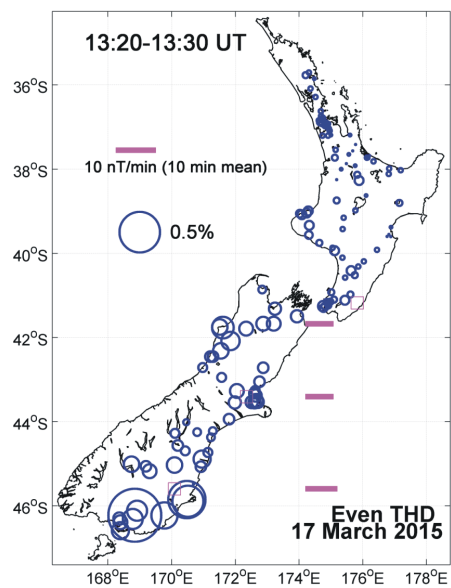 13:20-13:30 UT
36°S
10 nT/min (10 min mean)
38°S
0.5%
40°S
42°S
44°S
46°S
Even THD
17 March 2015
168°E 170°E 172°E 174°E 176°E 178°E